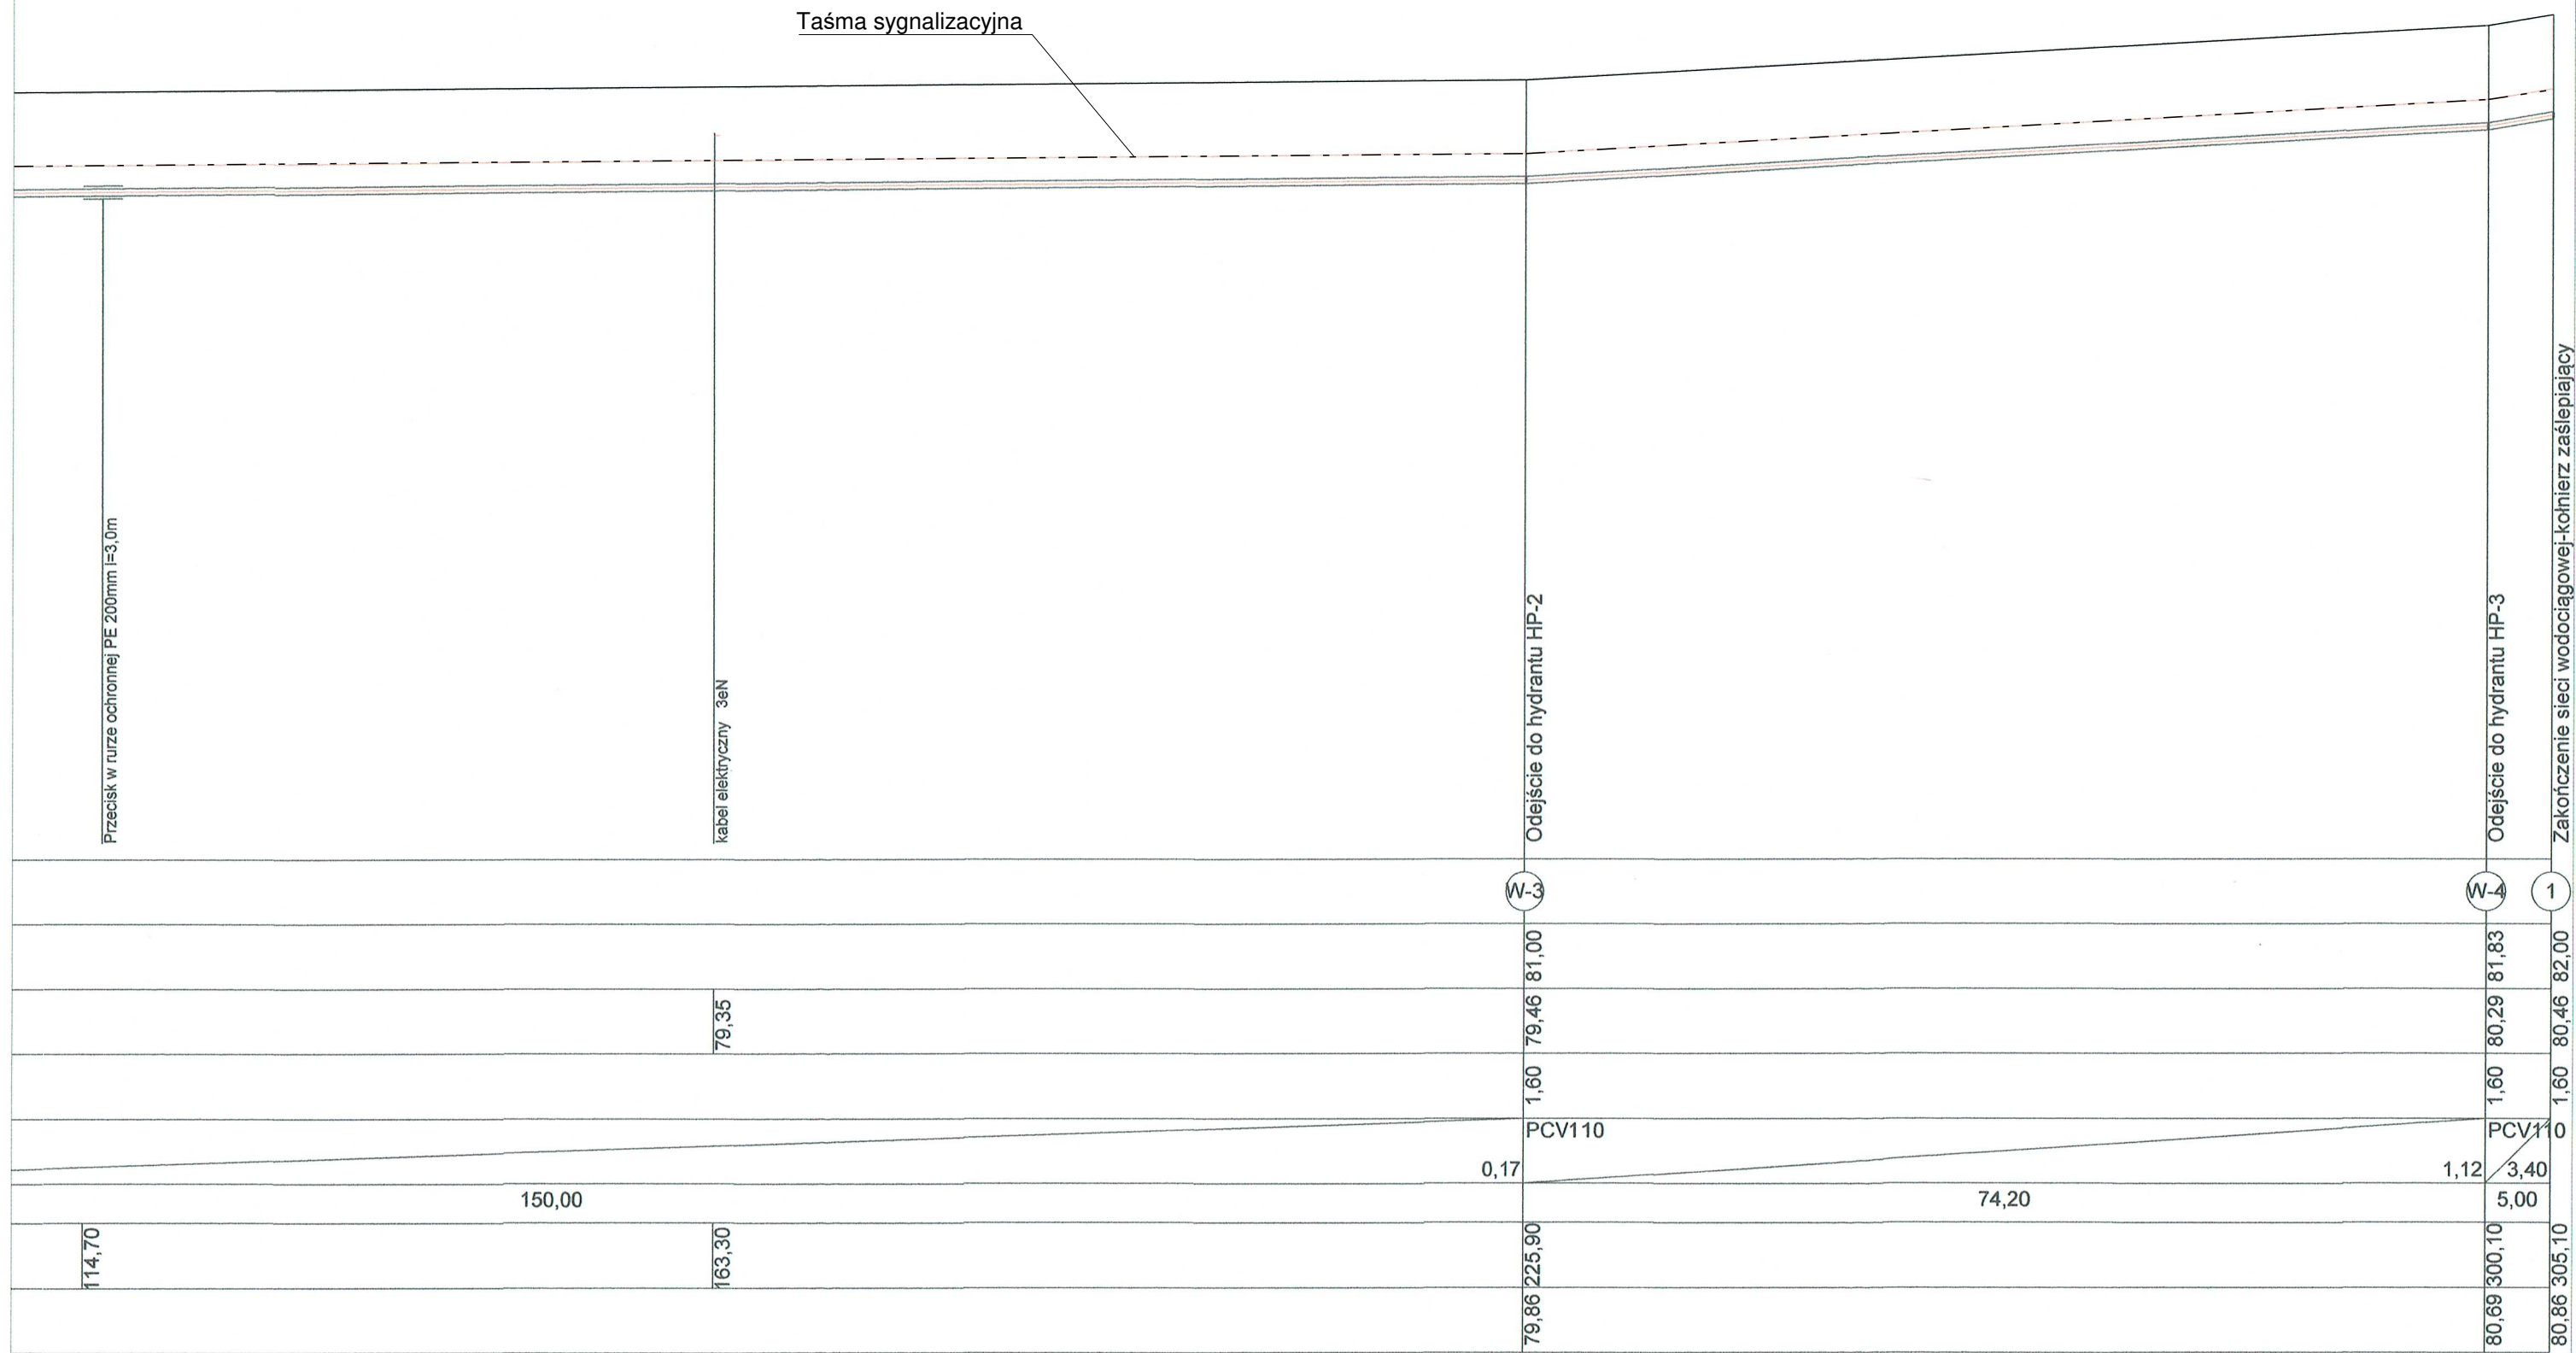 Taśma sygnalizacyjna
Przecisk w rurze ochronnej PE 200mm l=3,0m
kabel elektryczny 3eN
Odejście do hydrantu HP-2
Odejście do hydrantu HP-3
Zakończenie sieci wodociągowej-kołnierz zaślepiający
W-3
W-4
1
81,00
81,83
82,00
79,35
79,46
80,29
80,46
1,60
1,60
1,60
PCV110
PCV110
0,17
1,12
3,40
150,00
74,20
5,00
114,70
163,30
225,90
300,10
305,10
79,86
80,69
80,86